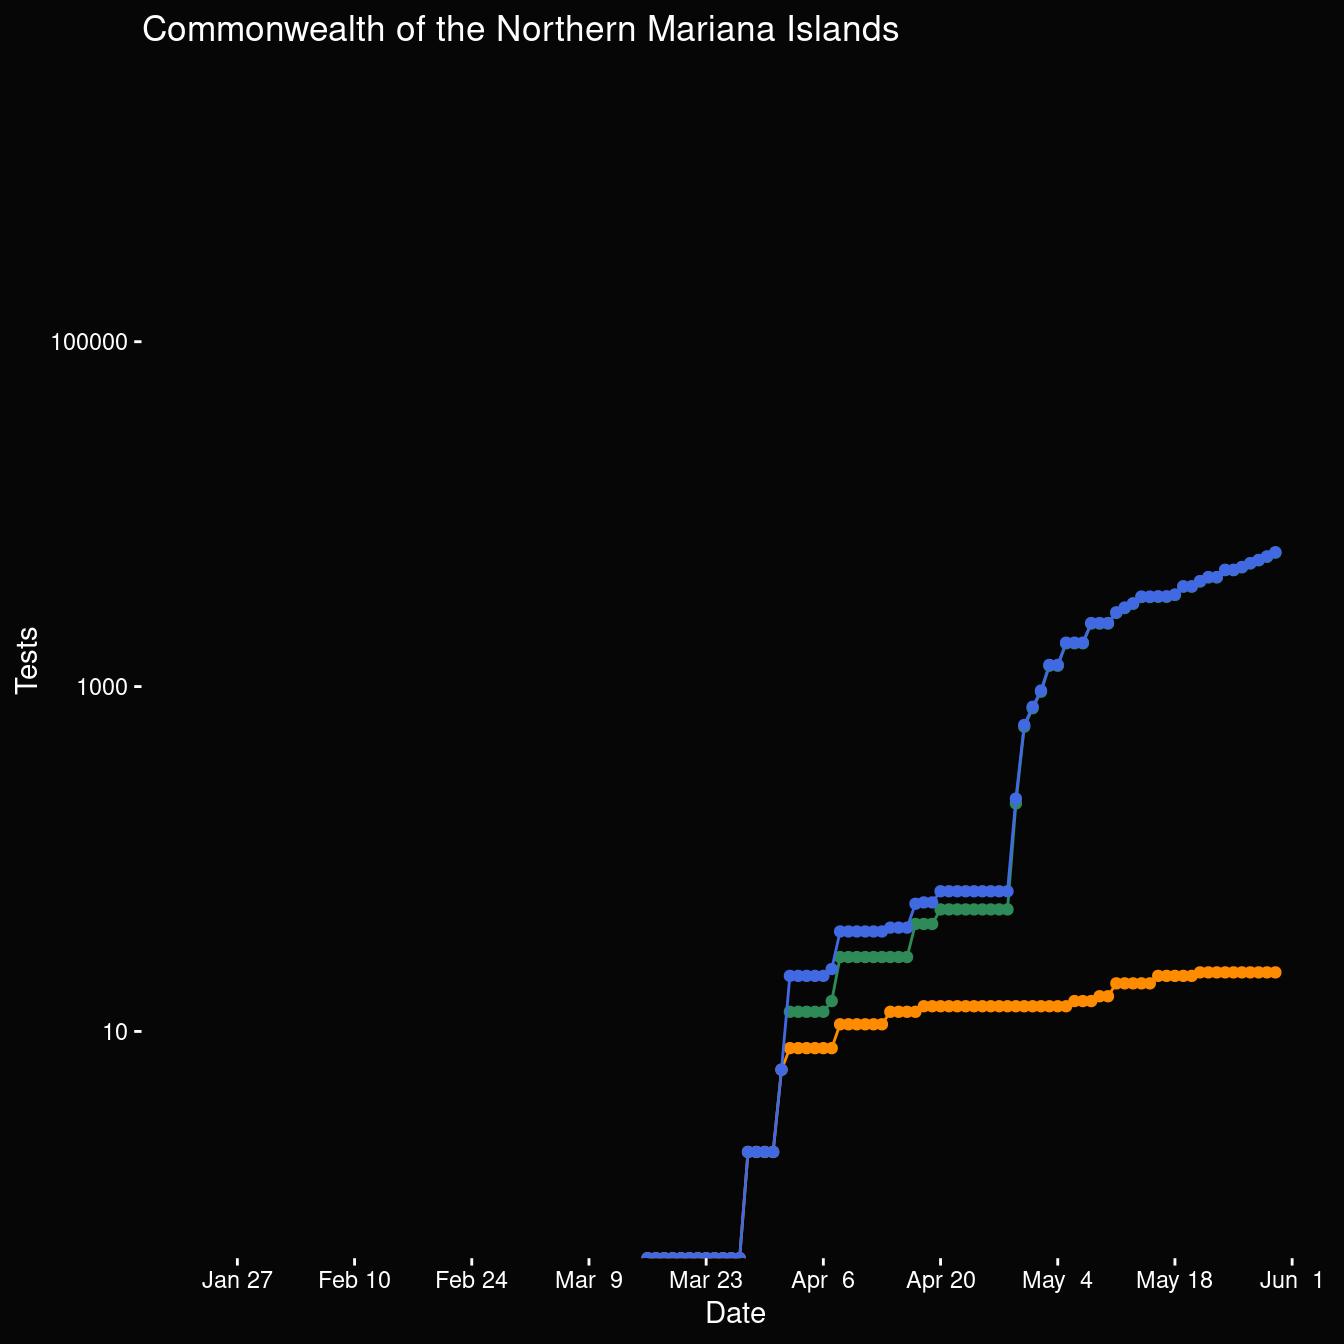 Commonwealth of the Northern Mariana Islands
100000
1000
10
Tests
Jan 27 Feb 10 Feb 24 Mar 9 Mar 23 Apr 6 Apr 20 May 4 May 18 Jun 1
Date